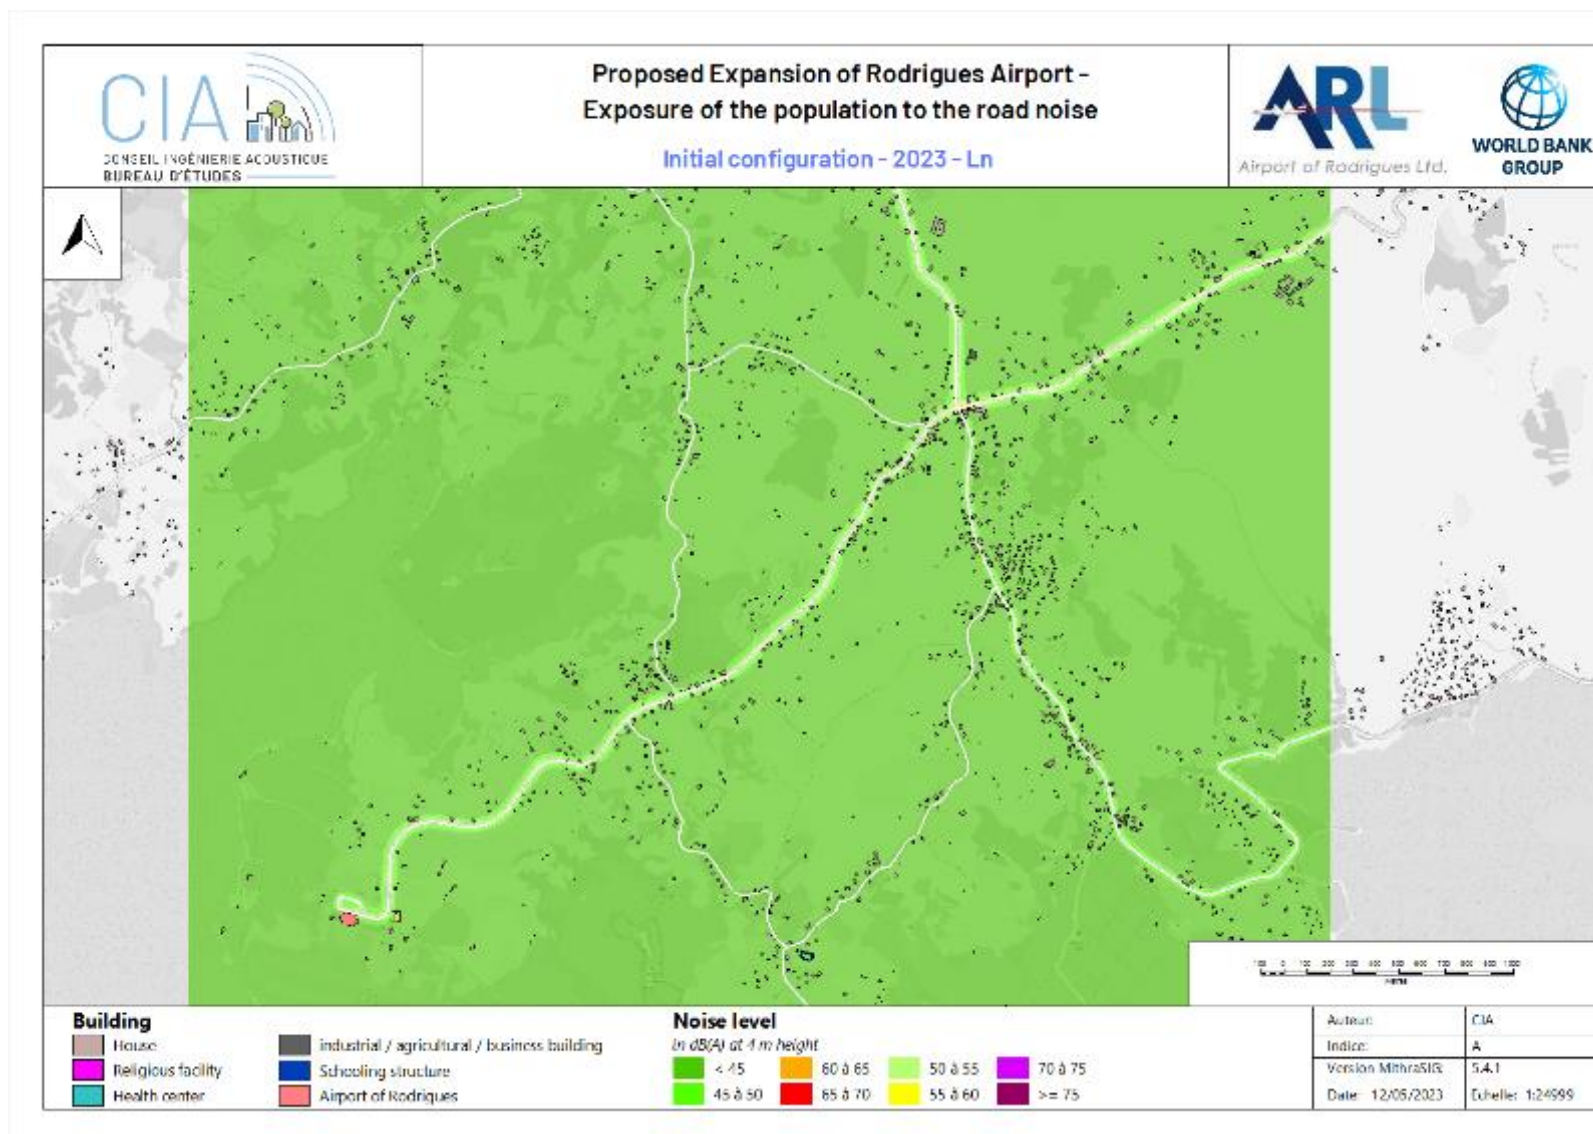 CIA
CONSEIL INGÉNIERIE ACOUSTIQUE
BUREAU D'ÉTUDES
Proposed Expansion of Rodrigues Airport -
Exposure of the population to the road noise
Initial configuration - 2023 - Ln
ARL
Airport of Rodrigues Ltd.
WORLD BANK
GROUP
Building
House
Religious facility
Health center
industrial / agricultural / business building
Schooling structure
Airport of Rodrigues
Noise level
in dB(A) at 4 m height
< 45
45 à 50
60 à 65
65 à 70
50 à 55
55 à 60
70 à 75
>= 75
Auteur: CIA
Indice: A
Version MithraSIG: 5.4.1
Date: 12/05/2023 Echelle: 1:24999